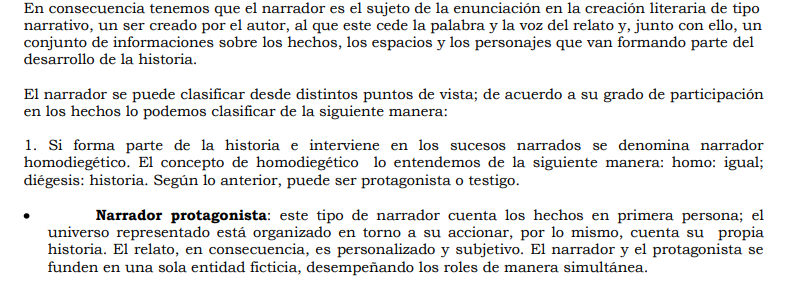 En consecuencia tenemos que el narrador es el sujeto de la enunciación en la creación literaria de tipo
narrativo, un ser creado por el autor, al que este cede la palabra y la voz del relato y, junto con ello, un
conjunto de informaciones sobre los hechos, los espacios y los personajes que van formando parte del
desarrollo de la historia.
El narrador se puede clasificar desde distintos puntos de vista; de acuerdo a su grado de participación
en los hechos lo podemos clasificar de la siguiente manera:
1. Si forma parte de la historia e interviene en los sucesos narrados se denomina narrador
homodiegético. El concepto de homodiegético lo entendemos de la siguiente manera: homo: igual;
diégesis: historia. Según lo anterior, puede ser protagonista o testigo.
• Narrador protagonista: este tipo de narrador cuenta los hechos en primera persona; el
universo representado está organizado en torno a su accionar, por lo mismo, cuenta su propia
historia. El relato, en consecuencia, es personalizado y subjetivo. El narrador y el protagonista se
funden en una sola entidad ficticia, desempeñando los roles de manera simultánea.